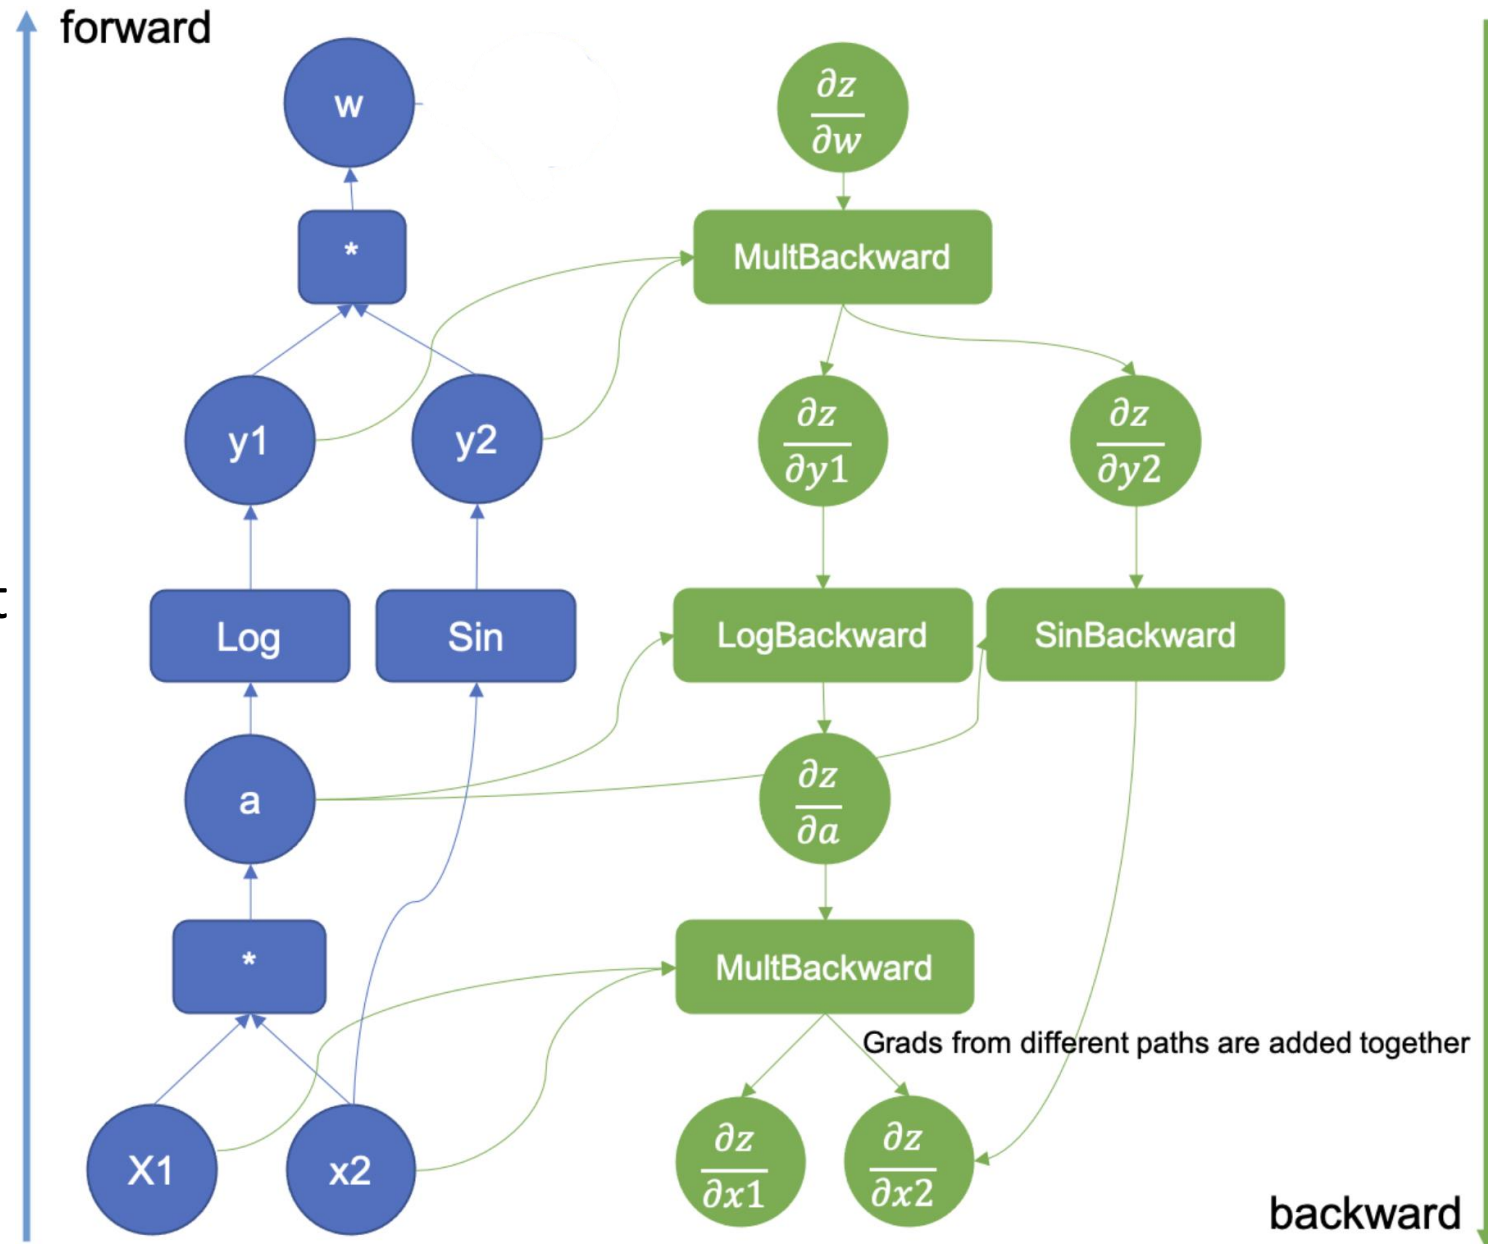 forward
w
∂z
∂w
*
MultBackward
y1
y2
∂z
∂y1
∂z
∂y2
t
Log
Sin
LogBackward
SinBackward
a
∂z
∂a
*
MultBackward
Grads from different paths are added together
X1
x2
∂z
∂x1
∂z
∂x2
backward